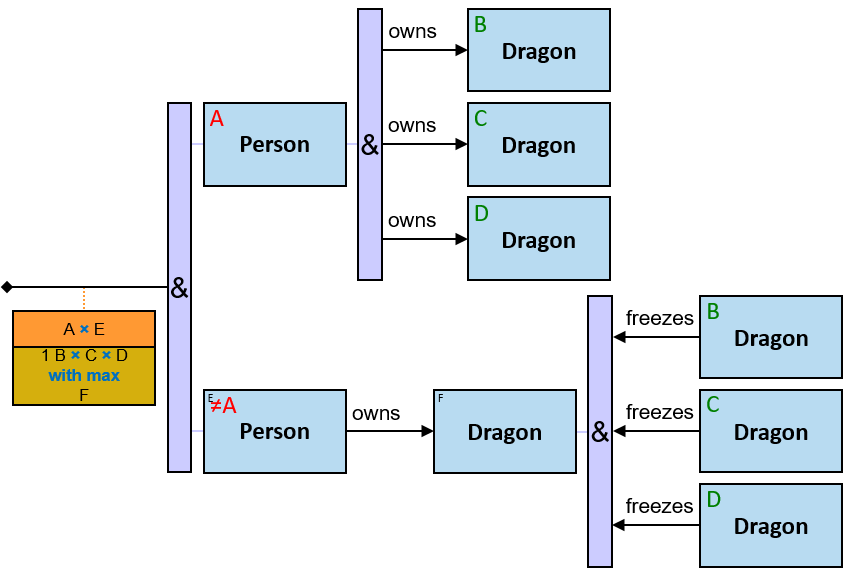 owns
B
Dragon
A
Person
&
owns
C
Dragon
owns
D
Dragon
&
A × E
1 B × C × D
with max
F
E
≠A
Person
owns
F
Dragon
&
freezes
B
Dragon
freezes
C
Dragon
freezes
D
Dragon